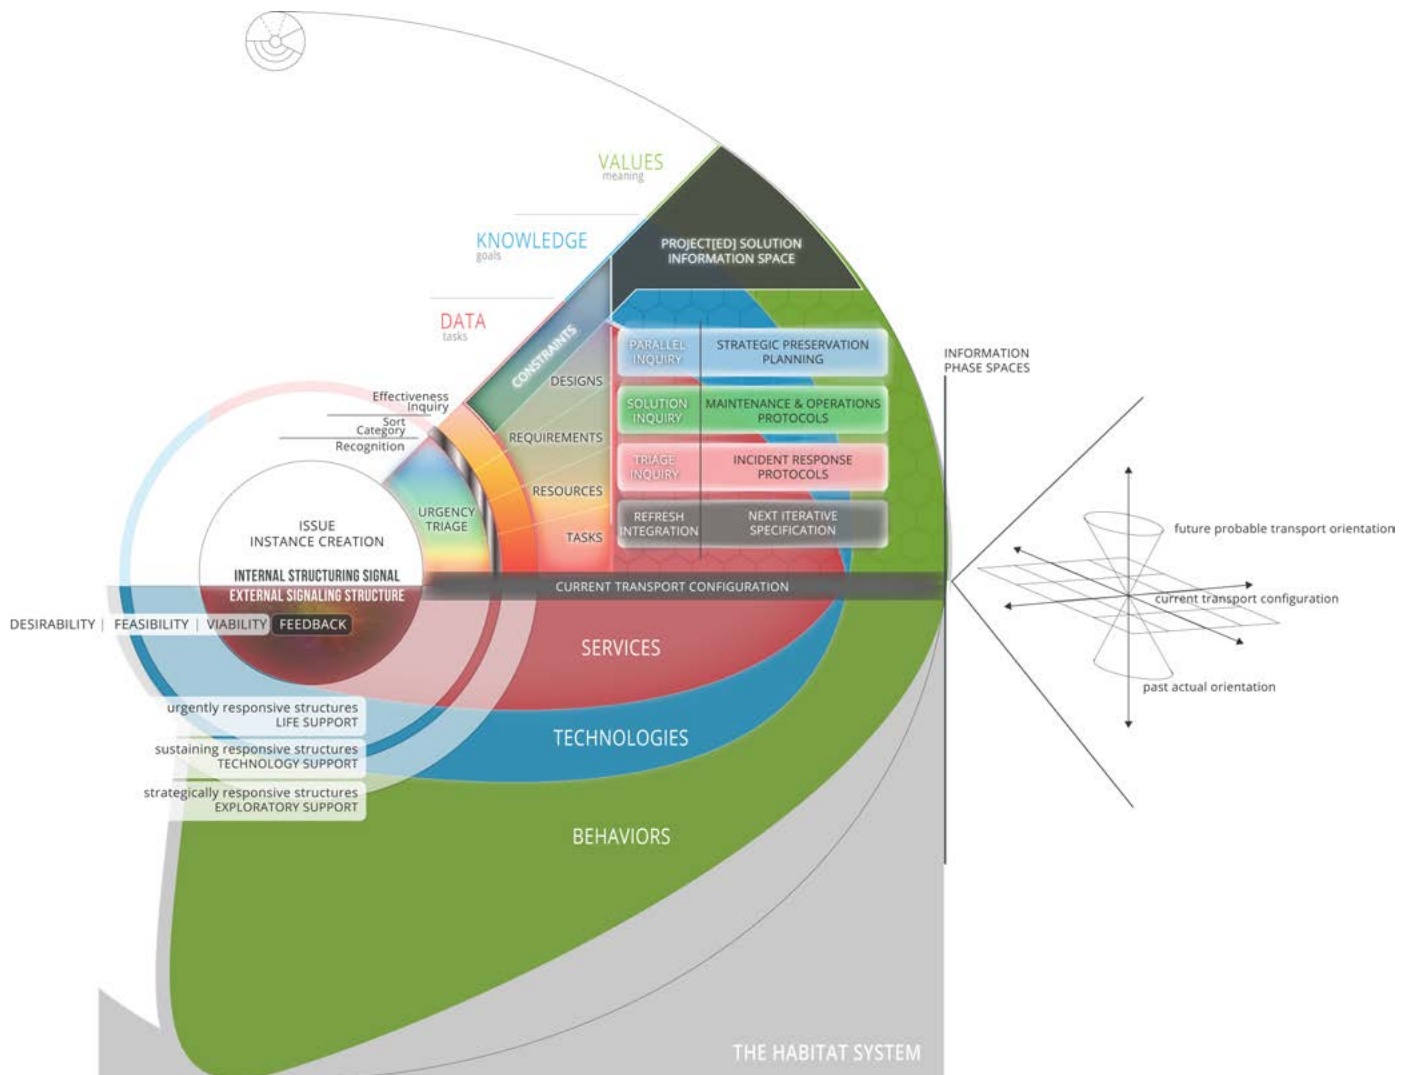 VALUES
meaning
KNOWLEDGE
goals
DATA
tasks
PROJECT[ED] SOLUTION
INFORMATION SPACE
CONSTRAINTS
DESIGNS
REQUIREMENTS
RESOURCES
TASKS
PARALLEL
INQUIRY
STRATEGIC PRESERVATION
PLANNING
SOLUTION
INQUIRY
MAINTENANCE & OPERATIONS
PROTOCOLS
TRIAGE
INQUIRY
INCIDENT RESPONSE
PROTOCOLS
REFRESH
INTEGRATION
NEXT ITERATIVE
SPECIFICATION
INFORMATION
PHASE SPACES
Effectiveness
Inquiry
Sort
Category
Recognition
URGENCY
TRIAGE
ISSUE
INSTANCE CREATION
INTERNAL STRUCTURING SIGNAL
EXTERNAL SIGNALING STRUCTURE
CURRENT TRANSPORT CONFIGURATION
DESIRABILITY | FEASIBILITY | VIABILITY FEEDBACK
SERVICES
TECHNOLOGIES
BEHAVIORS
urgently responsive structures
LIFE SUPPORT
sustaining responsive structures
TECHNOLOGY SUPPORT
strategically responsive structures
EXPLORATORY SUPPORT
future probable transport orientation
current transport configuration
past actual orientation
THE HABITAT SYSTEM